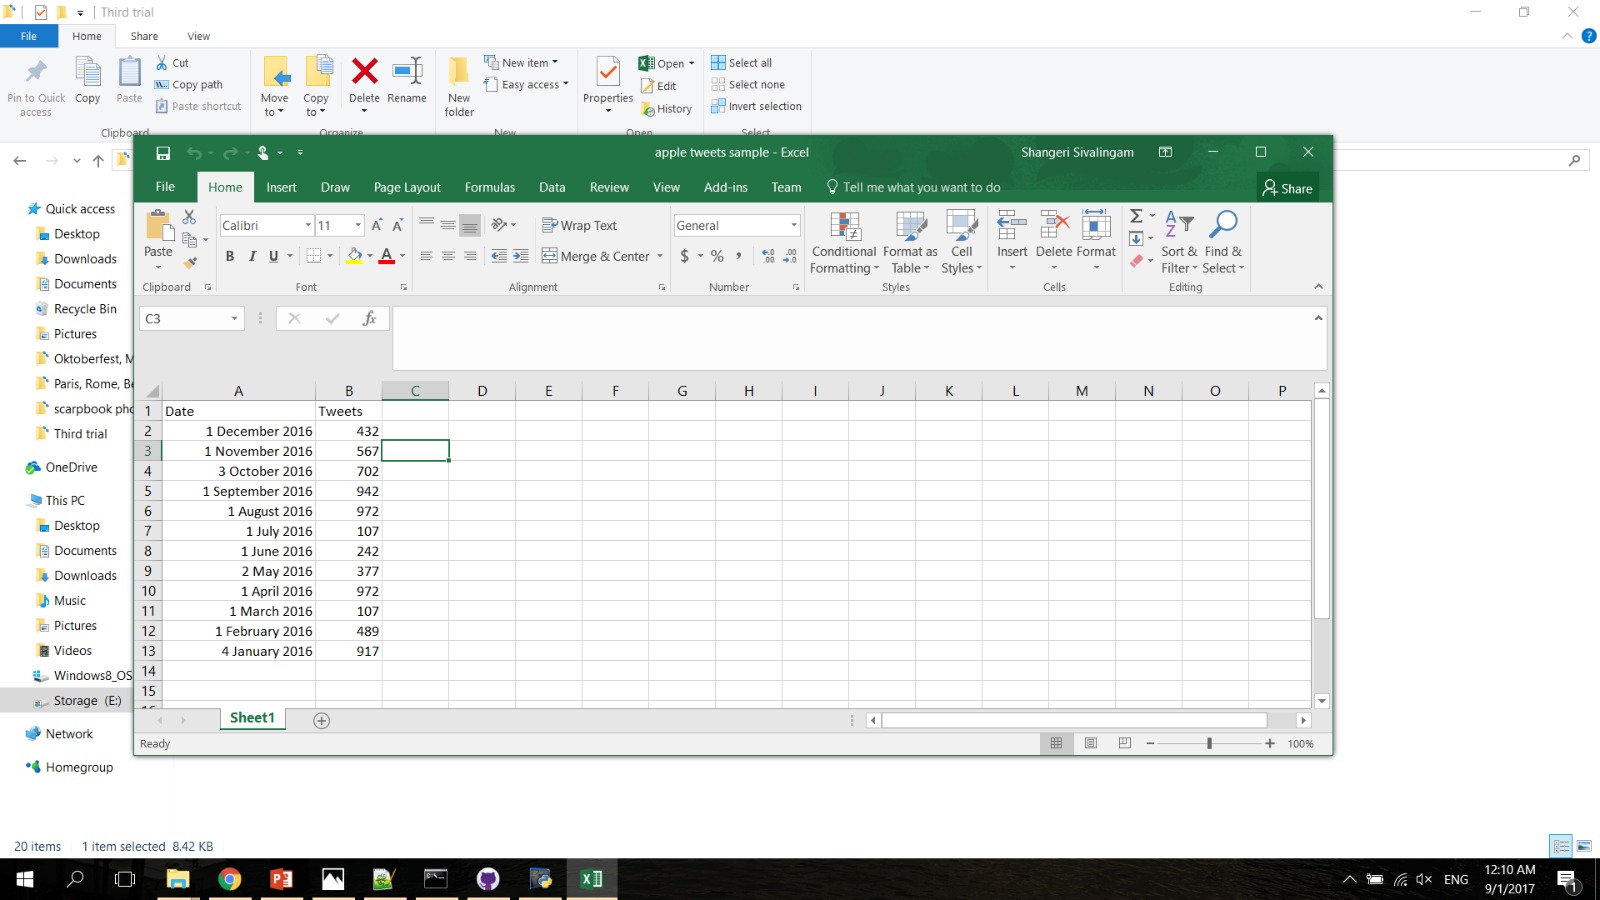 Third trial
File Home Share View
Pin to Quick access
Copy
Paste
Cut
Copy path
Paste shortcut
Clipboard
Move to
Copy to
Delete
Rename
Organize
New folder
New item
Easy access
New
Properties
Open
Edit
History
Open
Select all
Select none
Invert selection
Select
apple tweets sample - Excel
Shangeri Sivalingam
File Home Insert Draw Page Layout Formulas Data Review View Add-ins Team Tell me what you want to do
Share
Paste
Clipboard
Calibri 11
B I U
Font
Wrap Text
Merge & Center
Alignment
General
$ % ,
Number
Conditional Formatting
Format as Table
Cell Styles
Styles
Insert Delete Format
Cells
Sort & Filter
Find & Select
Editing
C3
fx
A B C D E F G H I J K L M N O P
1 Date Tweets
2 1 December 2016 432
3 1 November 2016 567
4 3 October 2016 702
5 1 September 2016 942
6 1 August 2016 972
7 1 July 2016 107
8 1 June 2016 242
9 2 May 2016 377
10 1 April 2016 972
11 1 March 2016 107
12 1 February 2016 489
13 4 January 2016 917
14
15
Sheet1
Ready
100%
Quick access
Desktop
Downloads
Documents
Recycle Bin
Pictures
Oktoberfest, M
Paris, Rome, Be
scarpbook pho
Third trial
OneDrive
This PC
Desktop
Documents
Downloads
Music
Pictures
Videos
Windows8_OS
Storage (E:)
Network
Homegroup
20 items 1 item selected 8.42 KB
ENG
12:10 AM
9/1/2017
1